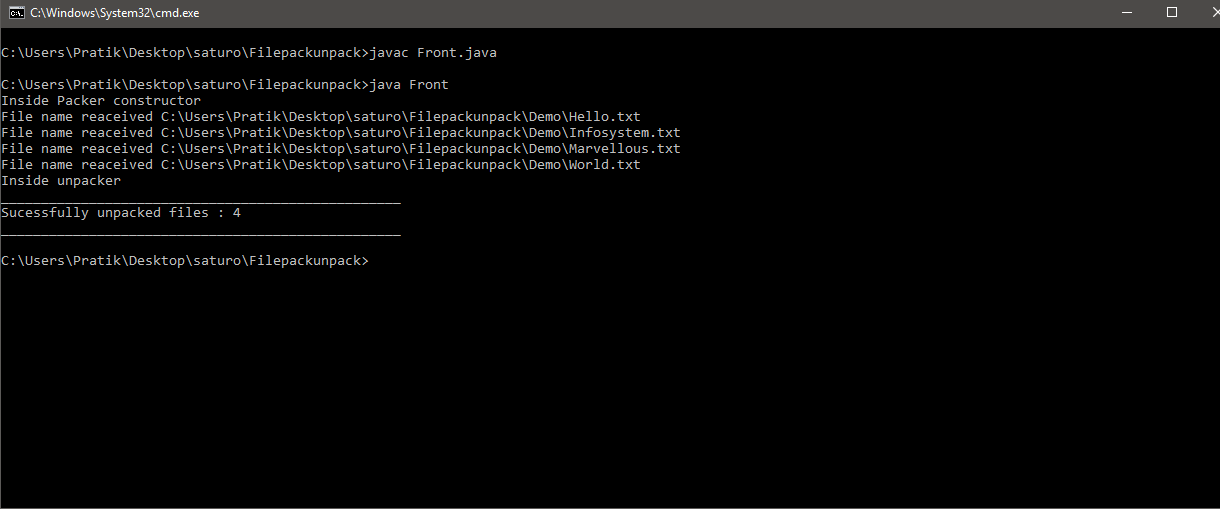 C:\Windows\System32\cmd.exe
C:\Users\Pratik\Desktop\saturo\Filepackunpack>javac Front.java
C:\Users\Pratik\Desktop\saturo\Filepackunpack>java Front
Inside Packer constructor
File name reaceived C:\Users\Pratik\Desktop\saturo\Filepackunpack\Demo\Hello.txt
File name reaceived C:\Users\Pratik\Desktop\saturo\Filepackunpack\Demo\Infosystem.txt
File name reaceived C:\Users\Pratik\Desktop\saturo\Filepackunpack\Demo\Marvellous.txt
File name reaceived C:\Users\Pratik\Desktop\saturo\Filepackunpack\Demo\World.txt
Inside unpacker
__________________________________________________
Sucessfully unpacked files : 4
__________________________________________________
C:\Users\Pratik\Desktop\saturo\Filepackunpack>